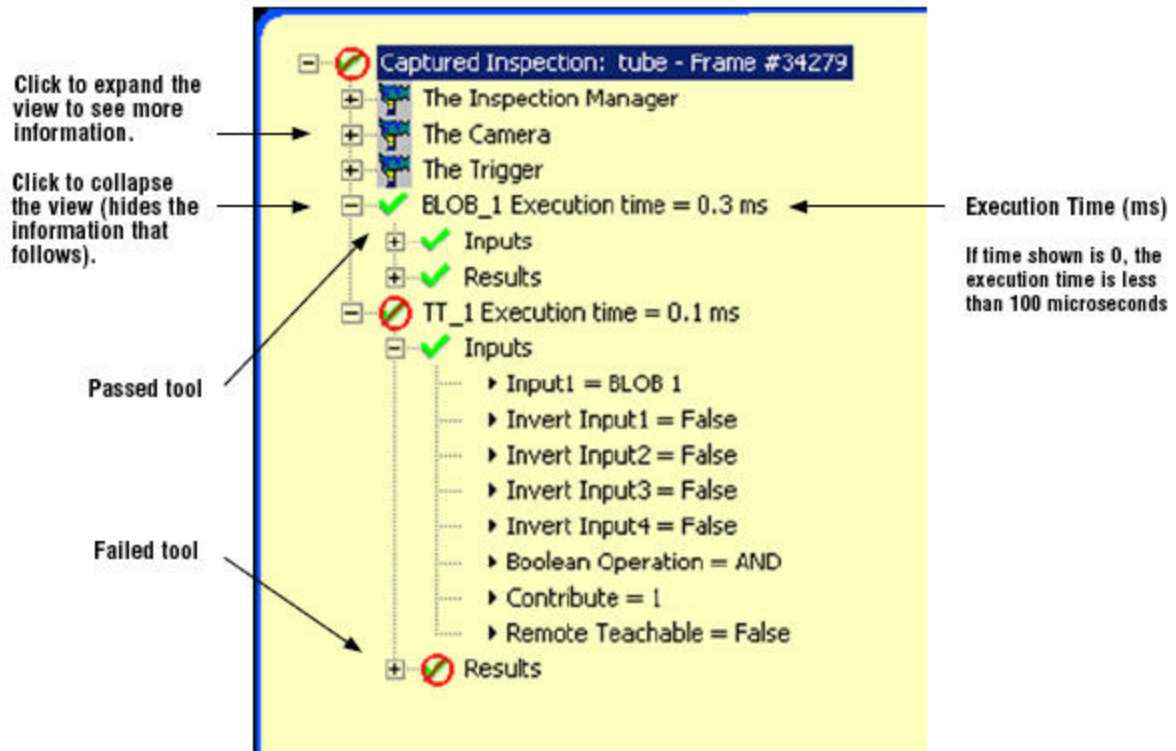 Captured Inspection: tube - Frame #34279
Click to expand the
view to see more
information.
The Inspection Manager
The Camera
The Trigger
Click to collapse
the view (hides the
information that
follows).
BLOB_1 Execution time = 0.3 ms
Execution Time (ms)
If time shown is 0, the
execution time is less
than 100 microseconds
Inputs
Results
TT_1 Execution time = 0.1 ms
Inputs
Passed tool
Input1 = BLOB 1
Invert Input1 = False
Invert Input2 = False
Invert Input3 = False
Invert Input4 = False
Failed tool
Boolean Operation = AND
Contribute = 1
Remote Teachable = False
Results